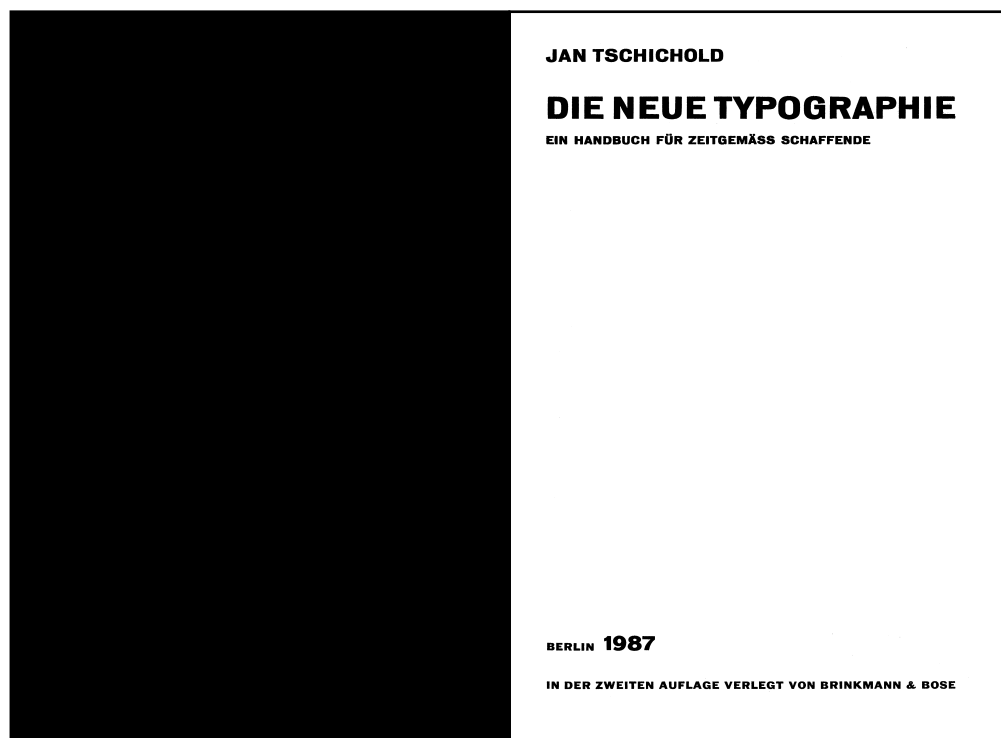 JAN TSCHICHOLD
DIE NEUE TYPOGRAPHIE
EIN HANDBUCH FÜR ZEITGEMÄSS SCHAFFENDE
BERLIN 1987
IN DER ZWEITEN AUFLAGE VERLEGT VON BRINKMANN & BOSE